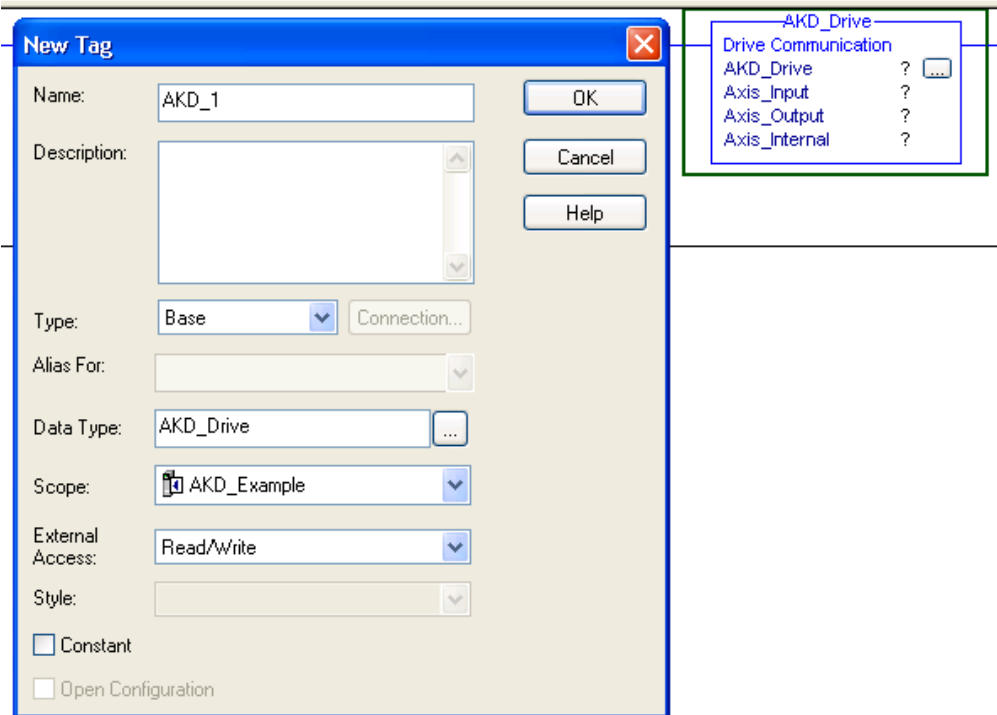 New Tag
Name:
AKD_1
OK
Description:
Cancel
Help
Type:
Base
Connection...
Alias For:
Data Type:
AKD_Drive
...
Scope:
AKD_Example
External
Access:
Read/Write
Style:
Constant
Open Configuration
AKD_Drive
Drive Communication
AKD_Drive ? ...
Axis_Input ?
Axis_Output ?
Axis_Internal ?